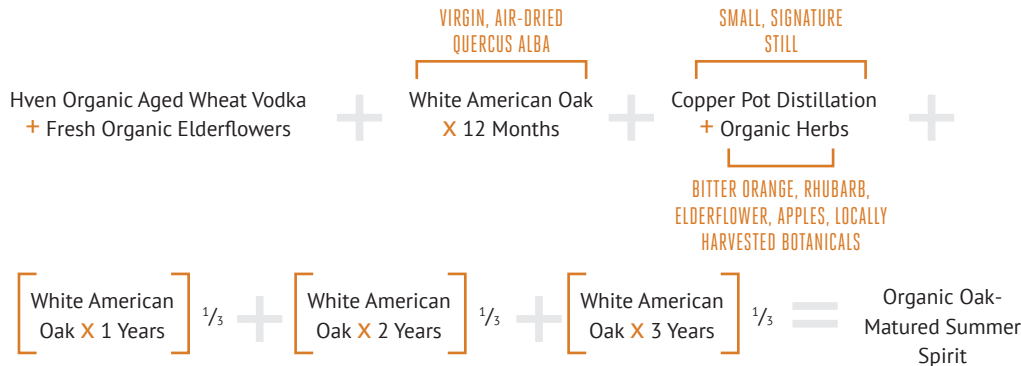 VIRGIN, AIR-DRIED
QUERCUS ALBA
SMALL, SIGNATURE
STILL
Hven Organic Aged Wheat Vodka
+ Fresh Organic Elderflowers
+
White American Oak
X 12 Months
+
Copper Pot Distillation
+ Organic Herbs
+
BITTER ORANGE, RHUBARB,
ELDERFLOWER, APPLES, LOCALLY
HARVESTED BOTANICALS
[White American
Oak X 1 Years] 1/3
+
[White American
Oak X 2 Years] 1/3
+
[White American
Oak X 3 Years] 1/3
=
Organic Oak-
Matured Summer
Spirit